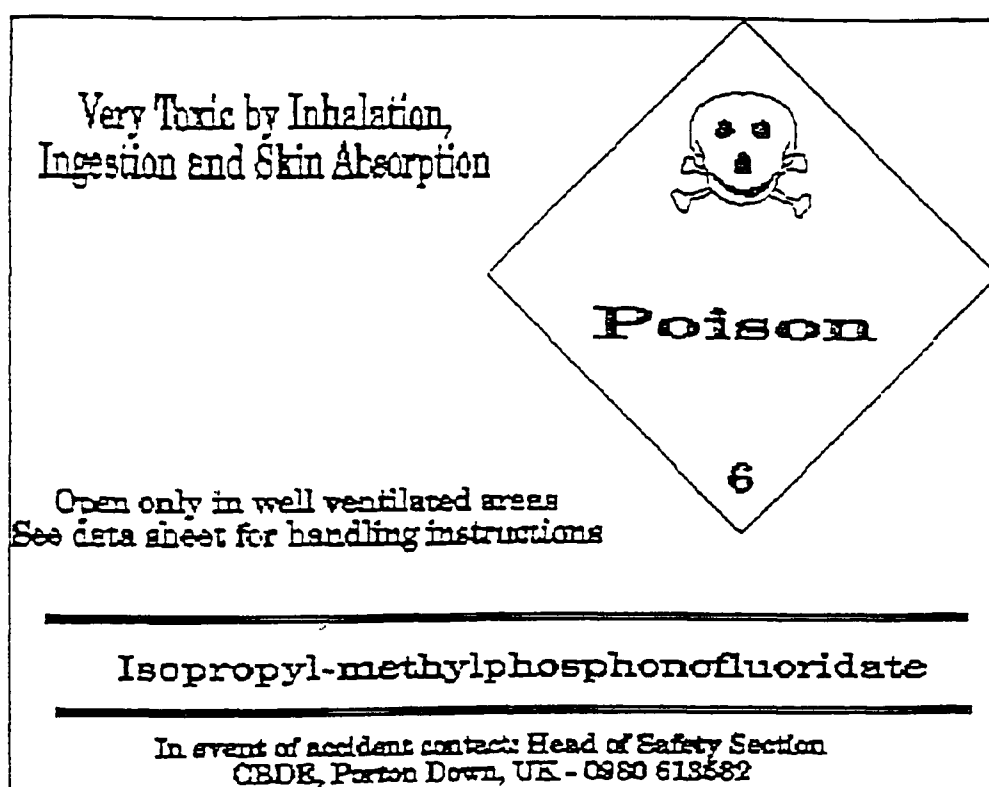 Very Toxic by Inhalation,
Ingestion and Skin Absorption
Poison
6
Open only in well ventilated areas
See data sheet for handling instructions
Isopropyl-methylphosphonofluoridate
In event of accident contact: Head of Safety Section
CBDE, Porton Down, UK - 0980 613682